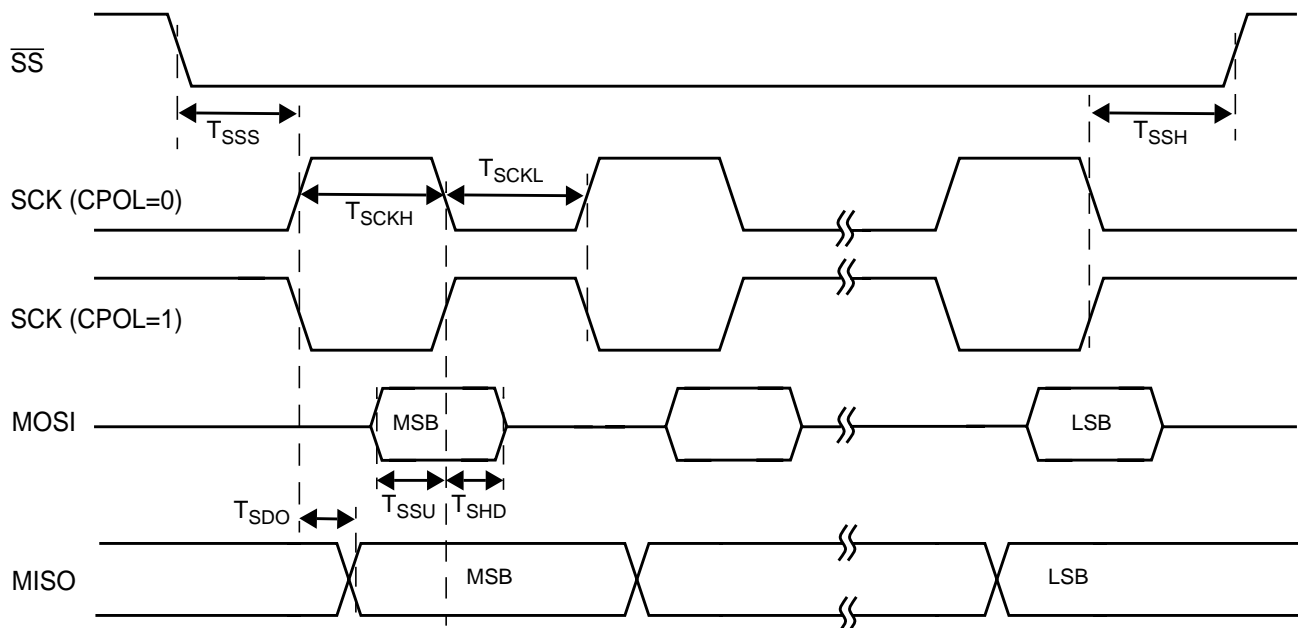 SS
TSSS
TSSH
SCK (CPOL=0)
TSCKH
TSCKL
SCK (CPOL=1)
MOSI
MSB
LSB
TSSU
TSHD
TSDO
MISO
MSB
LSB